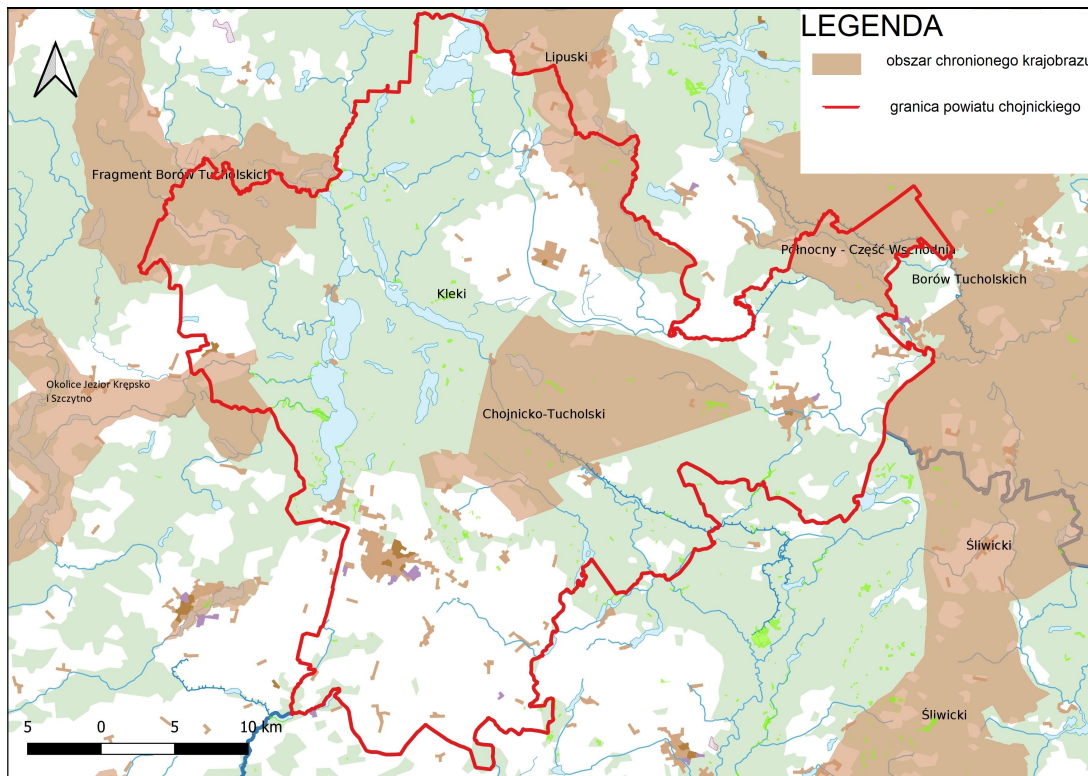 LEGENDA
obszar chronionego krajobrazu
granica powiatu chojnickiego
Lipuski
Fragment Borów Tucholskich
Północny - Część Wschodnia
Borów Tucholskich
Kleki
Okolice Jezior Krępsko
i Szczytno
Chojnicko-Tucholski
Śliwicki
Śliwicki
5 0 5 10 km